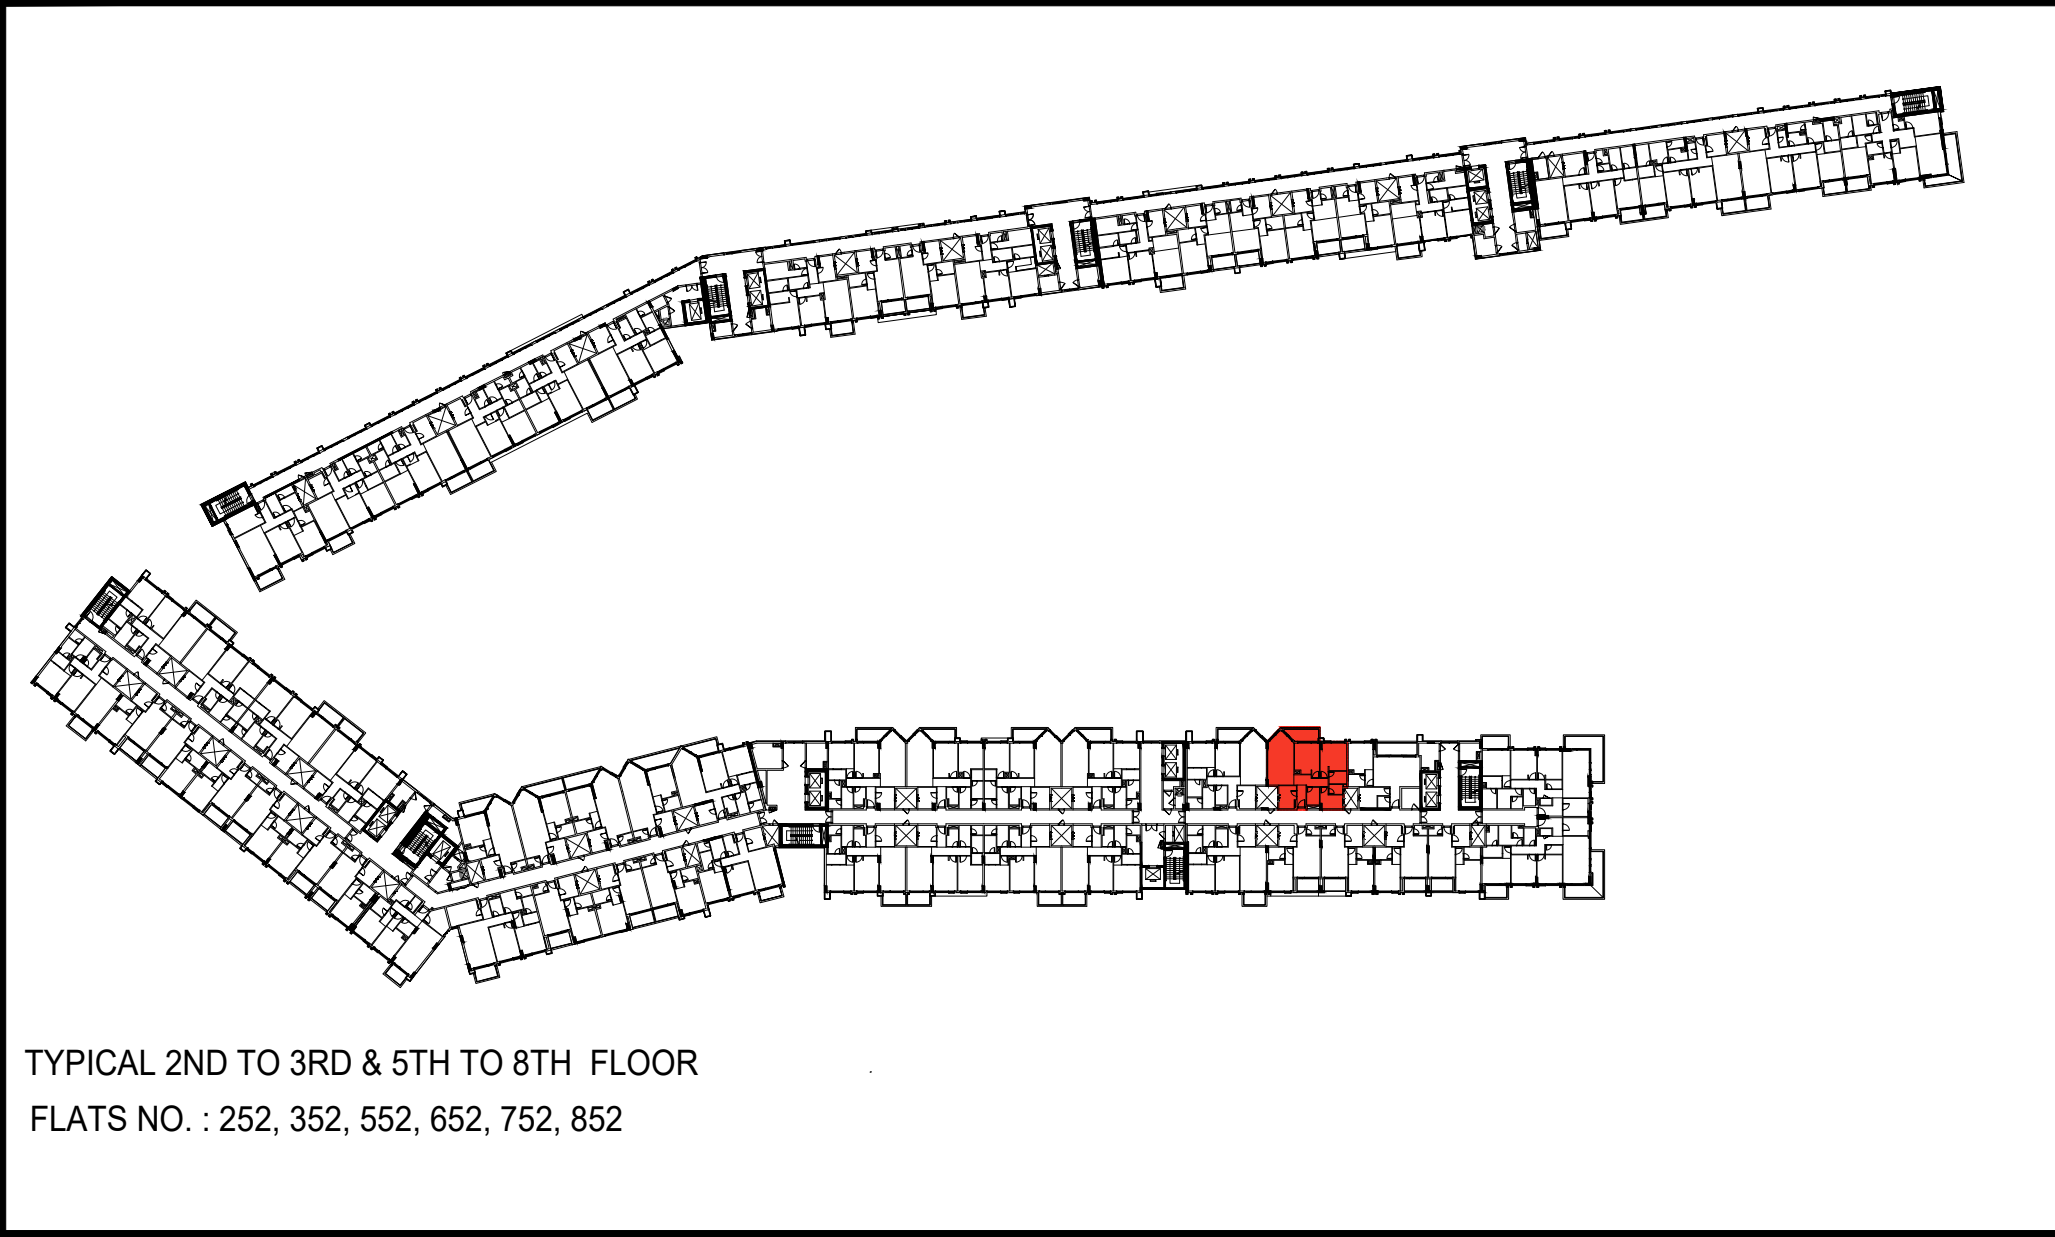 TYPICAL 2ND TO 3RD & 5TH TO 8TH FLOOR
FLATS NO. : 252, 352, 552, 652, 752, 852